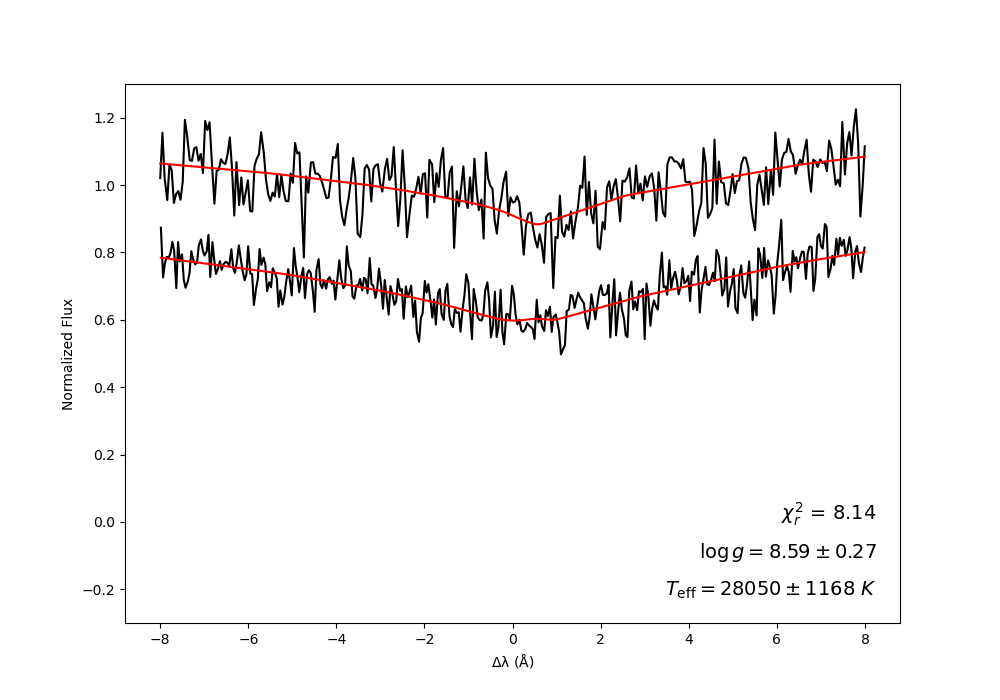 1.2
1.0
0.8
0.6
0.4
0.2
0.0
−0.2
Normalized Flux
χ²ᵣ = 8.14
log g = 8.59 ± 0.27
T_eff = 28050 ± 1168 K
−8 −6 −4 −2 0 2 4 6 8
Δλ (Å)